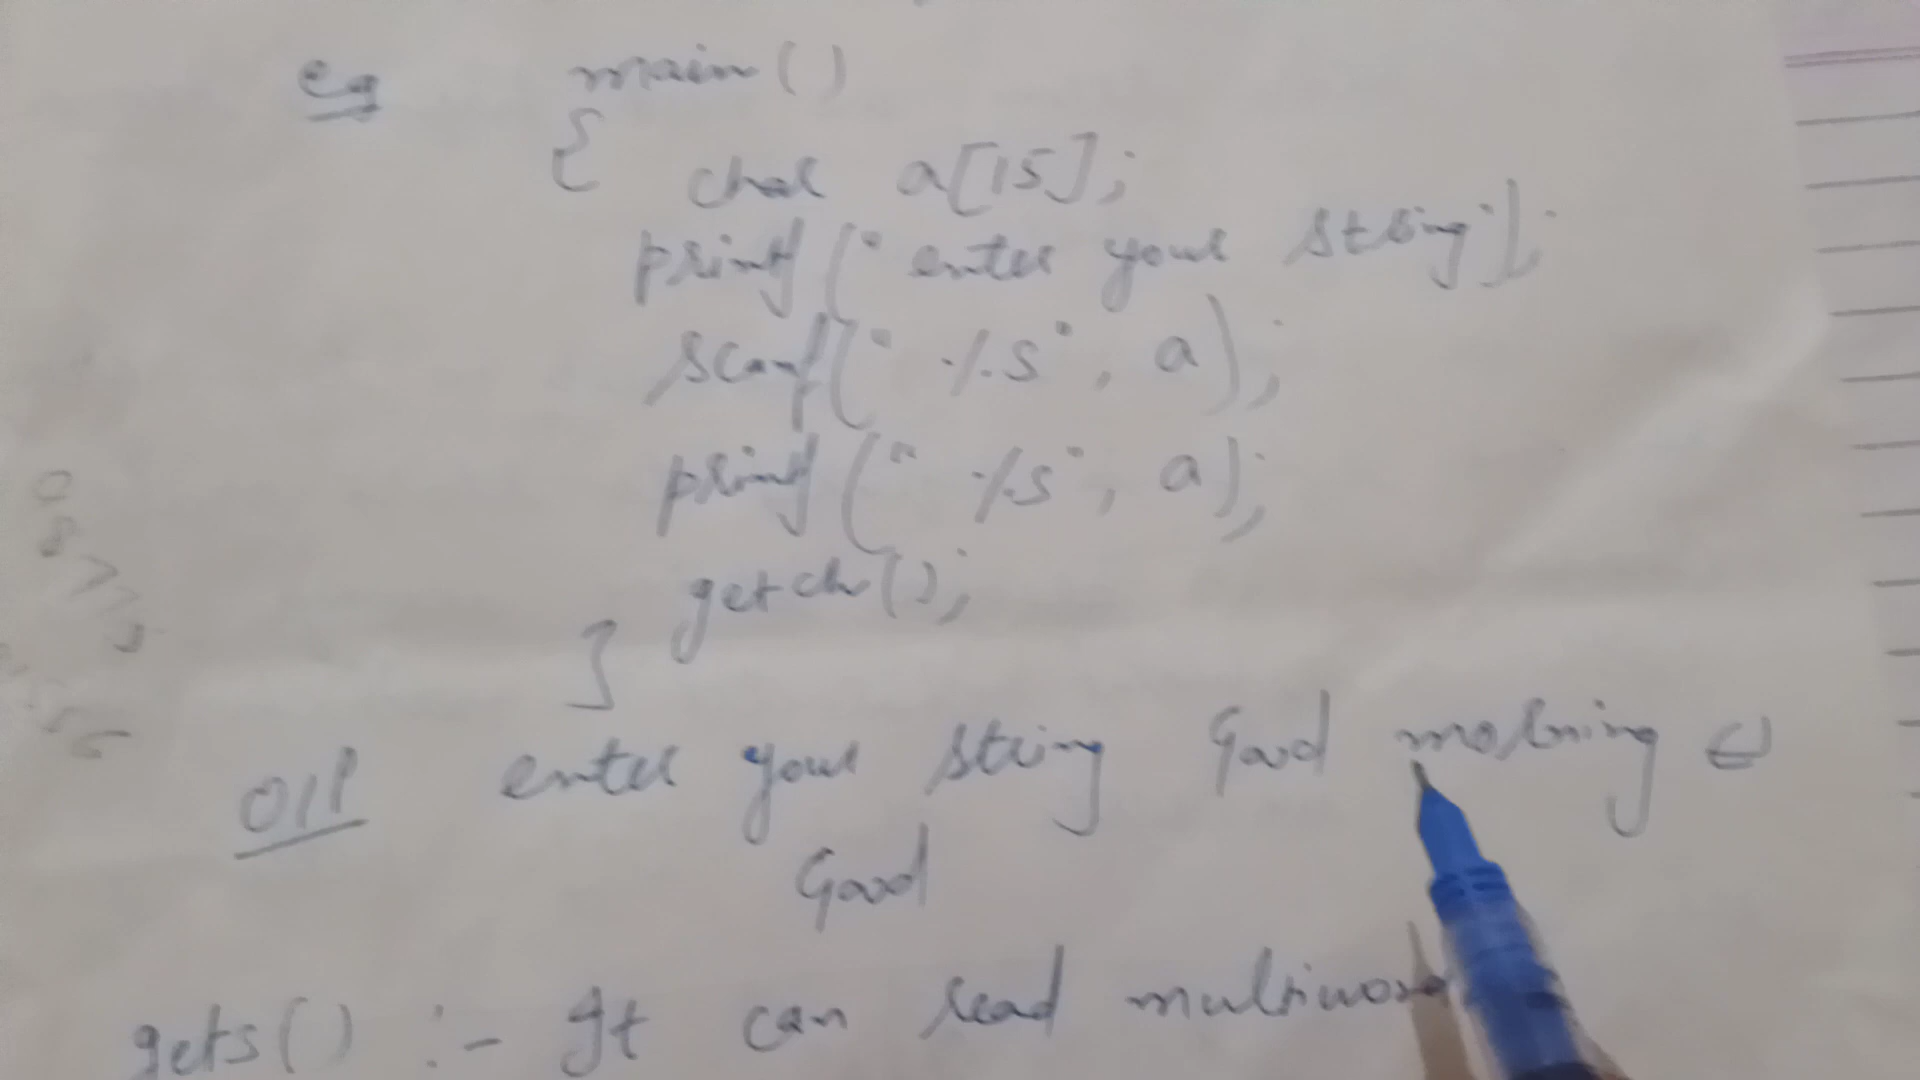 eg main()
{ char a[15];
printf("enter your string");
scanf("%s", a);
printf("%s", a);
getch();
}
O/P enter your string Good morning
Good
gets() :- It can read multiword